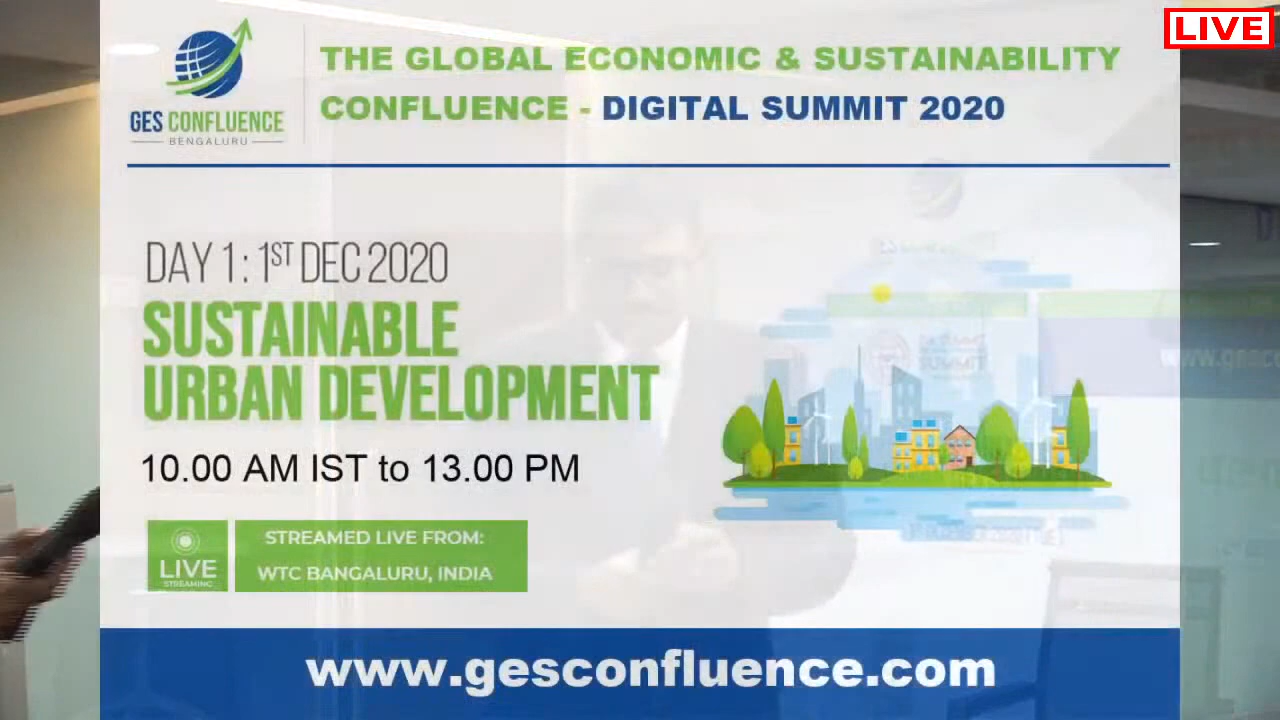 LIVE
THE GLOBAL ECONOMIC & SUSTAINABILITY
CONFLUENCE - DIGITAL SUMMIT 2020
GES CONFLUENCE
BENGALURU
DAY 1 : 1ST DEC 2020
SUSTAINABLE
URBAN DEVELOPMENT
10.00 AM IST to 13.00 PM
LIVE
STREAMING
STREAMED LIVE FROM:
WTC BANGALURU, INDIA
www.gesconfluence.com